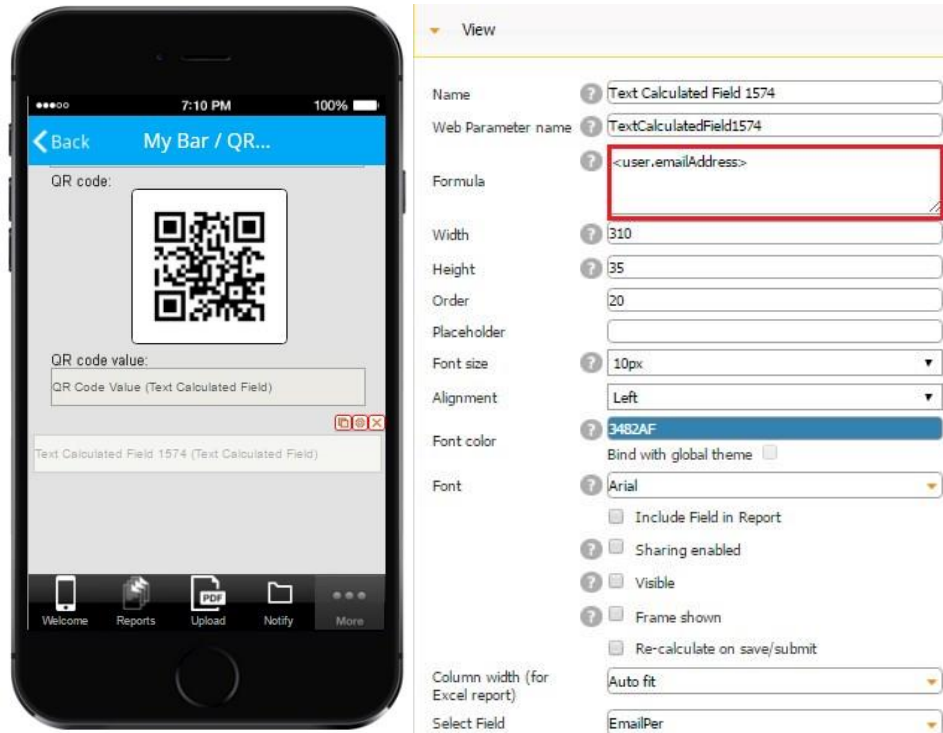 7:10 PM
100%
Back
My Bar / QR...
QR code:
QR code value:
QR Code Value (Text Calculated Field)
Text Calculated Field 1574 (Text Calculated Field)
PDF
Welcome
Reports
Upload
Notify
More
View
Name
? Text Calculated Field 1574
Web Parameter name
? TextCalculatedField1574
Formula
? <user.emailAddress>
Width
? 310
Height
? 35
Order
20
Placeholder
Font size
? 10px
Alignment
Left
Font color
? 3482AF
Bind with global theme
Font
? Arial
Include Field in Report
? Sharing enabled
? Visible
? Frame shown
Re-calculate on save/submit
Column width (for
Excel report)
Auto fit
Select Field
EmailPer